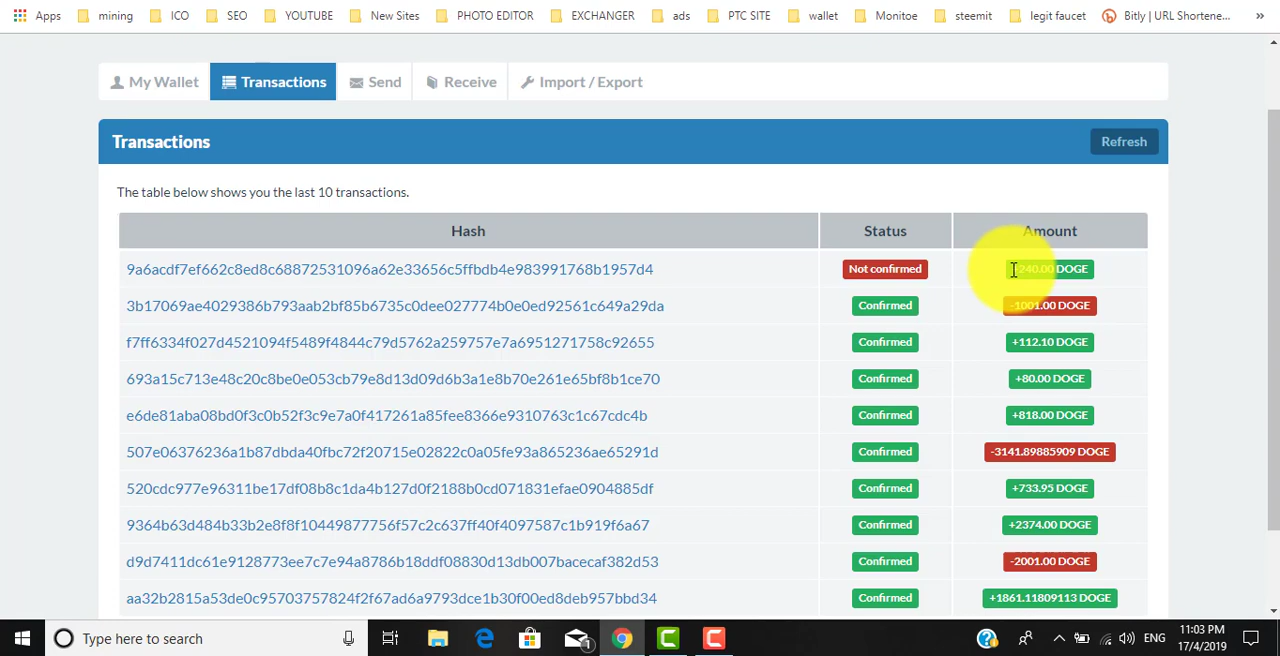 Apps mining ICO SEO YOUTUBE New Sites PHOTO EDITOR EXCHANGER ads PTC SITE wallet Monitoe steemit legit faucet Bitly | URL Shortene... »
My Wallet Transactions Send Receive Import / Export
Transactions Refresh
The table below shows you the last 10 transactions.
Hash Status Amount
9a6acdf7ef662c8ed8c68872531096a62e33656c5ffbdb4e983991768b1957d4 Not confirmed 240.00 DOGE
3b17069ae4029386b793aab2bf85b6735c0dee027774b0e0ed92561c649a29da Confirmed -1001.00 DOGE
f7ff6334f027d4521094f5489f4844c79d5762a259757e7a6951271758c92655 Confirmed +112.10 DOGE
693a15c713e48c20c8be0e053cb79e8d13d09d6b3a1e8b70e261e65bf8b1ce70 Confirmed +80.00 DOGE
e6de81aba08bd0f3c0b52f3c9e7a0f417261a85fee8366e9310763c1c67cdc4b Confirmed +818.00 DOGE
507e06376236a1b87dbda40fbc72f20715e02822c0a05fe93a865236ae65291d Confirmed -3141.89885909 DOGE
520cdc977e96311be17df08b8c1da4b127d0f2188b0cd071831efae0904885df Confirmed +733.95 DOGE
9364b63d484b33b2e8f8f10449877756f57c2c637ff40f4097587c1b919f6a67 Confirmed +2374.00 DOGE
d9d7411dc61e9128773ee7c7e94a8786b18ddf08830d13db007bacecaf382d53 Confirmed -2001.00 DOGE
aa32b2815a53de0c95703757824f2f67ad6a9793dce1b30f00ed8deb957bbd34 Confirmed +1861.11809113 DOGE
Type here to search 1 ENG 11:03 PM
17/4/2019